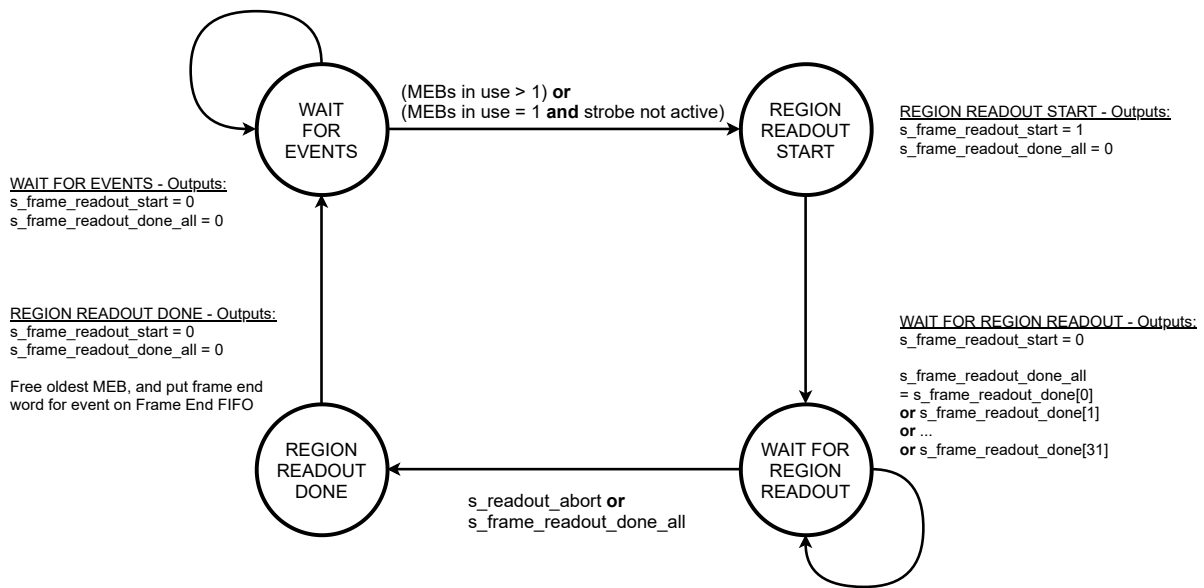 WAIT
FOR
EVENTS
(MEBs in use > 1) or
(MEBs in use = 1 and strobe not active)
REGION
READOUT
START
REGION READOUT START - Outputs:
s_frame_readout_start = 1
s_frame_readout_done_all = 0
WAIT FOR EVENTS - Outputs:
s_frame_readout_start = 0
s_frame_readout_done_all = 0
REGION READOUT DONE - Outputs:
s_frame_readout_start = 0
s_frame_readout_done_all = 0
Free oldest MEB, and put frame end
word for event on Frame End FIFO
WAIT FOR REGION READOUT - Outputs:
s_frame_readout_start = 0
s_frame_readout_done_all
= s_frame_readout_done[0]
or s_frame_readout_done[1]
or ...
or s_frame_readout_done[31]
REGION
READOUT
DONE
s_readout_abort or
s_frame_readout_done_all
WAIT FOR
REGION
READOUT